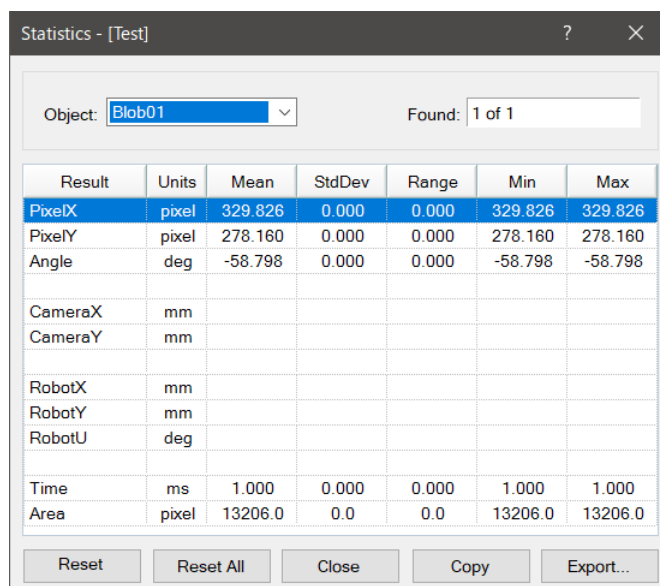 Statistics - [Test] ? ×
Object: Blob01 Found: 1 of 1
Result Units Mean StdDev Range Min Max
PixelX pixel 329.826 0.000 0.000 329.826 329.826
PixelY pixel 278.160 0.000 0.000 278.160 278.160
Angle deg -58.798 0.000 0.000 -58.798 -58.798
CameraX mm
CameraY mm
RobotX mm
RobotY mm
RobotU deg
Time ms 1.000 0.000 0.000 1.000 1.000
Area pixel 13206.0 0.0 0.0 13206.0 13206.0
Reset Reset All Close Copy Export...